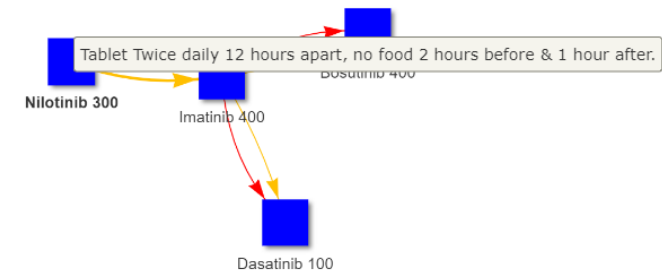 Tablet Twice daily 12 hours apart, no food 2 hours before & 1 hour after.
Bosutinib 400
Nilotinib 300
Imatinib 400
Dasatinib 100